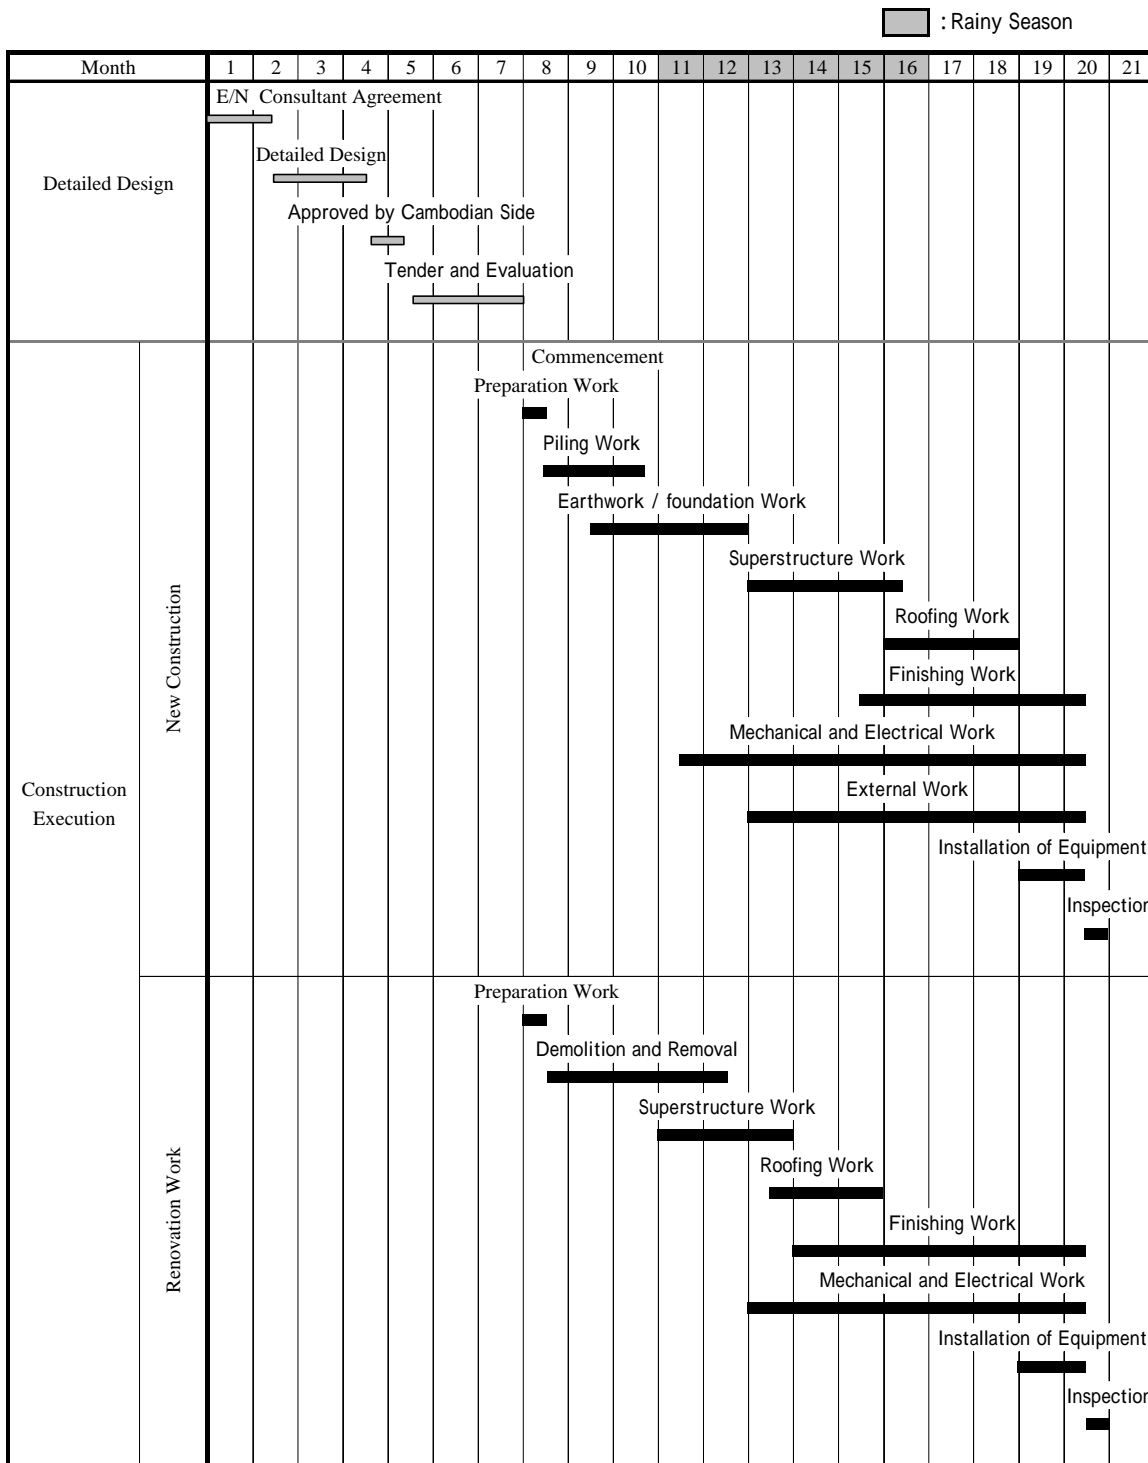 : Rainy Season
Month 1 2 3 4 5 6 7 8 9 10 11 12 13 14 15 16 17 18 19 20 21
E/N Consultant Agreement
Detailed Design
Detailed Design
Approved by Cambodian Side
Tender and Evaluation
Construction
Execution
New Construction
Commencement
Preparation Work
Piling Work
Earthwork / foundation Work
Superstructure Work
Roofing Work
Finishing Work
Mechanical and Electrical Work
External Work
Installation of Equipment
Inspection
Renovation Work
Preparation Work
Demolition and Removal
Superstructure Work
Roofing Work
Finishing Work
Mechanical and Electrical Work
Installation of Equipment
Inspection